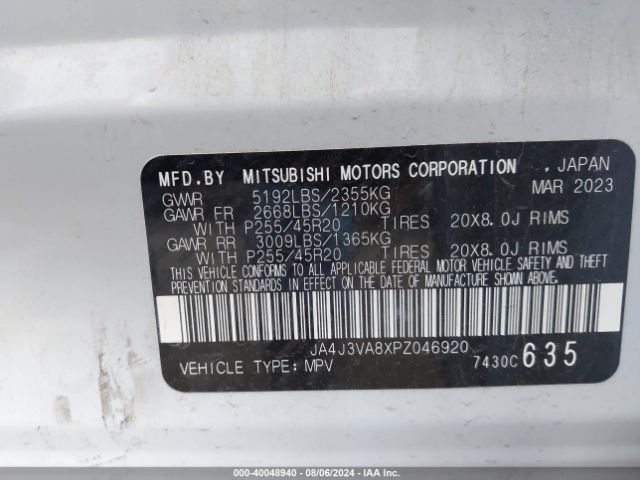 MFD.BY MITSUBISHI MOTORS CORPORATION , JAPAN
GVWR 5192LBS/2355KG MAR 2023
GAWR FR 2668LBS/1210KG
WITH P255/45R20 TIRES 20X8.0J RIMS
GAWR RR 3009LBS/1365KG
WITH P255/45R20 TIRES 20X8.0J RIMS
THIS VEHICLE CONFORMS TO ALL APPLICABLE FEDERAL MOTOR VEHICLE SAFETY AND THEFT
PREVENTION STANDARDS IN EFFECT ON THE DATE OF MANUFACTURE SHOWN ABOVE.
JA4J3VA8XPZ046920
VEHICLE TYPE: MPV 7430C 635
000-40048940 - 08/06/2024 - IAAI.com